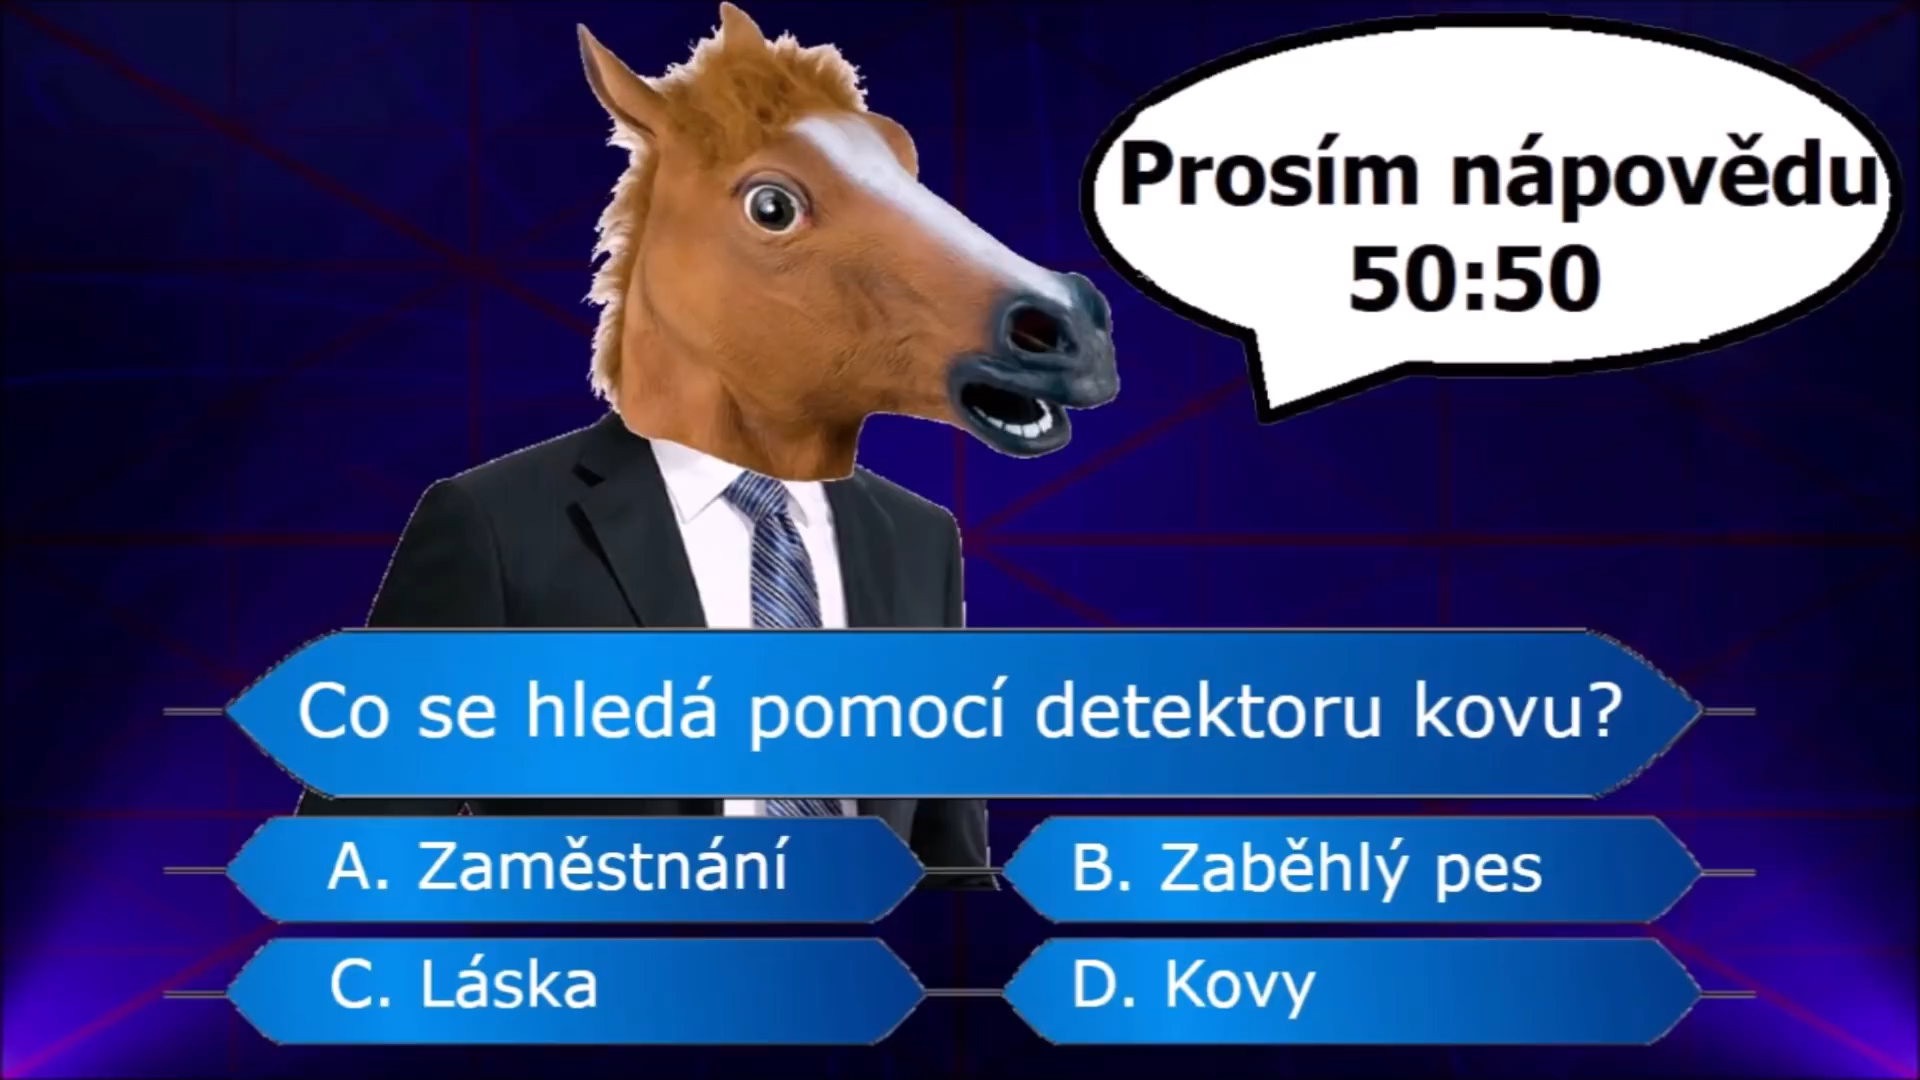 Prosím nápovědu
50:50
Co se hledá pomocí detektoru kovu?
A. Zaměstnání
B. Zaběhlý pes
C. Láska
D. Kovy